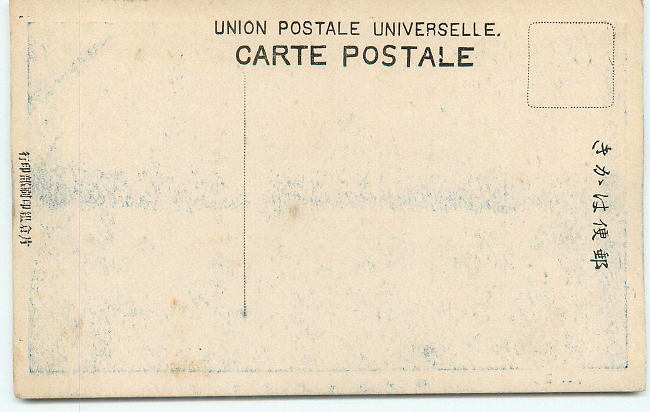 UNION POSTALE UNIVERSELLE.
CARTE POSTALE
郵便はかき